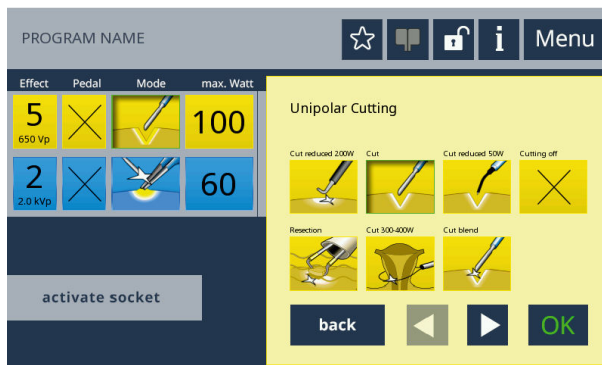 PROGRAM NAME
i
Menu
Effect Pedal Mode max. Watt
5
650 Vp
100
2
2.0 kVp
60
activate socket
Unipolar Cutting
Cut reduced 200W Cut Cut reduced 50W Cutting off
Resection Cut 300-400W Cut blend
back
OK